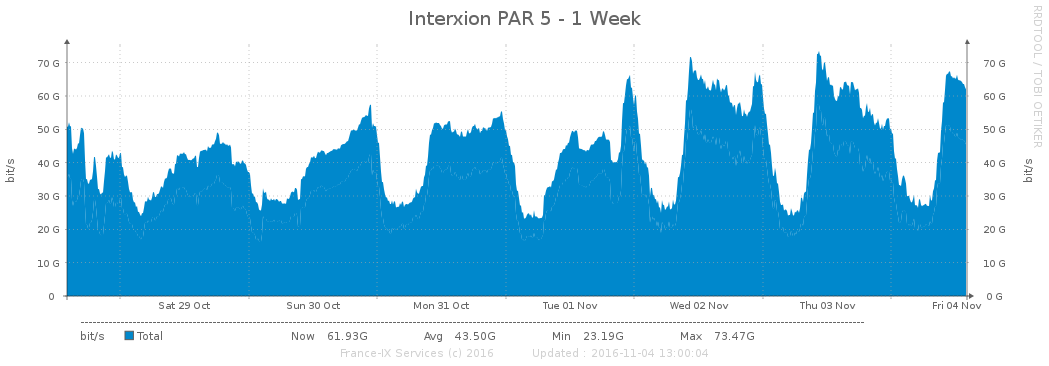 Interxion PAR 5 - 1 Week
RRDTOOL / TOBI OETIKER
bit/s
70 G
60 G
50 G
40 G
30 G
20 G
10 G
0
70 G
60 G
50 G
40 G
30 G
20 G
10 G
0 G
bit/s
Sat 29 Oct Sun 30 Oct Mon 31 Oct Tue 01 Nov Wed 02 Nov Thu 03 Nov Fri 04 Nov
bit/s Total Now 61.93G Avg 43.50G Min 23.19G Max 73.47G
France-IX Services (c) 2016 Updated : 2016-11-04 13:00:04